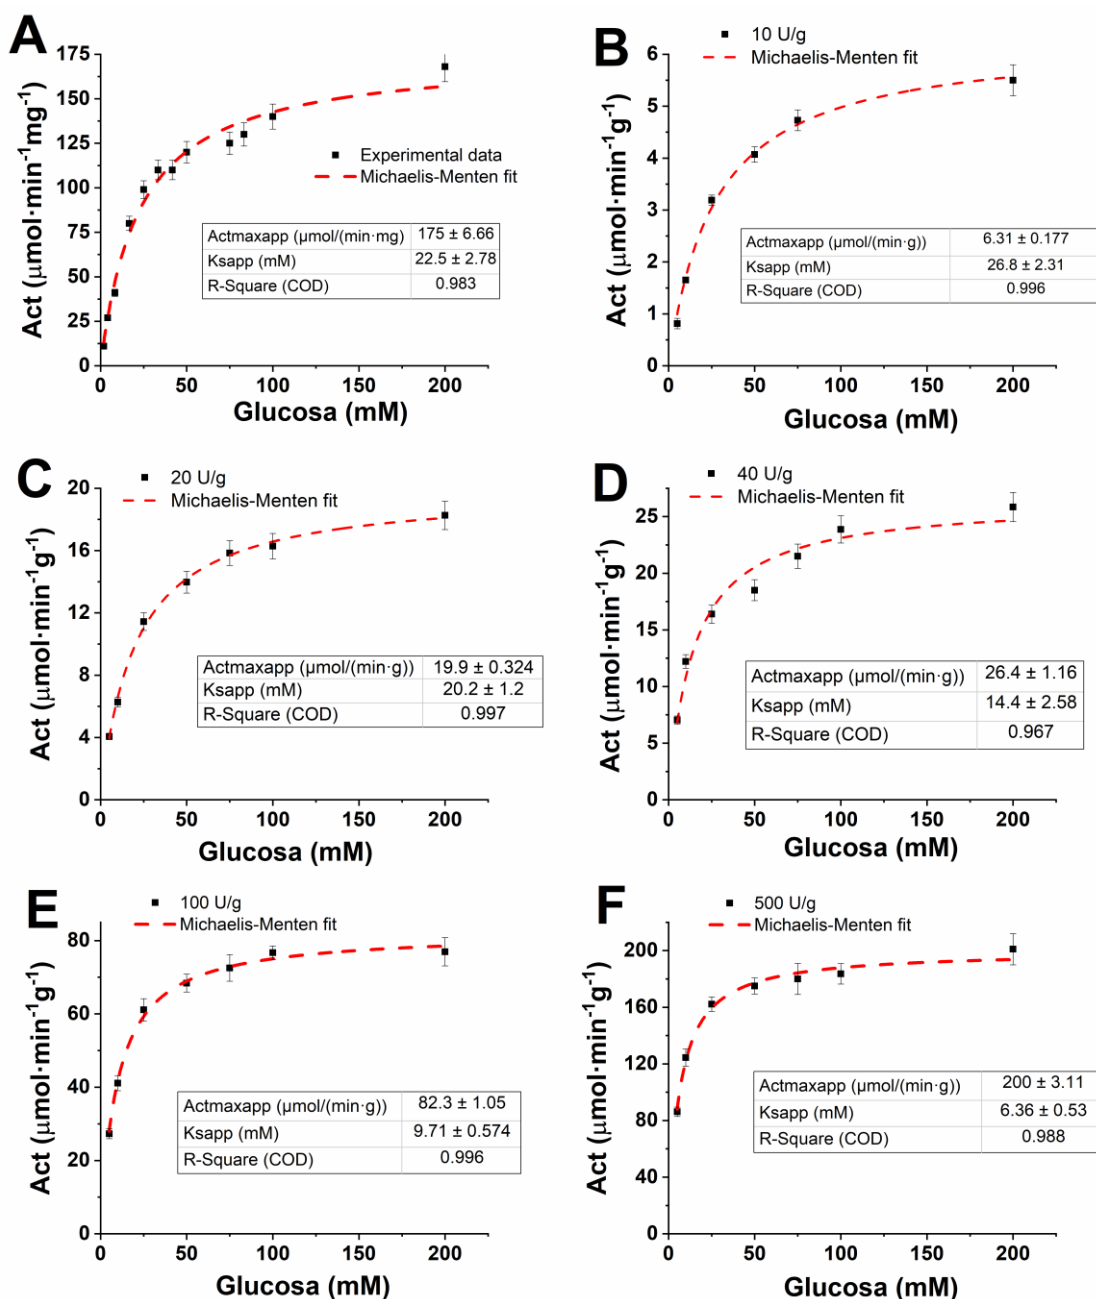 A
175
150
125
100
75
50
25
0
Act (μmol·min⁻¹mg⁻¹)
Experimental data
Michaelis-Menten fit
Actmaxapp (μmol/(min·mg) 175 ± 6.66
Ksapp (mM) 22.5 ± 2.78
R-Square (COD) 0.983
0 50 100 150 200
Glucosa (mM)
B
10 U/g
Michaelis-Menten fit
6
5
4
3
2
1
0
Act (μmol·min⁻¹g⁻¹)
Actmaxapp (μmol/(min·g)) 6.31 ± 0.177
Ksapp (mM) 26.8 ± 2.31
R-Square (COD) 0.996
0 50 100 150 200
Glucosa (mM)
C
20 U/g
Michaelis-Menten fit
20
16
12
8
4
0
Act (μmol·min⁻¹g⁻¹)
Actmaxapp (μmol/(min·g)) 19.9 ± 0.324
Ksapp (mM) 20.2 ± 1.2
R-Square (COD) 0.997
0 50 100 150 200
Glucosa (mM)
D
40 U/g
Michaelis-Menten fit
25
20
15
10
5
0
Act (μmol·min⁻¹g⁻¹)
Actmaxapp (μmol/(min·g)) 26.4 ± 1.16
Ksapp (mM) 14.4 ± 2.58
R-Square (COD) 0.967
0 50 100 150 200
Glucosa (mM)
E
100 U/g
Michaelis-Menten fit
80
60
40
20
0
Act (μmol·min⁻¹g⁻¹)
Actmaxapp (μmol/(min·g)) 82.3 ± 1.05
Ksapp (mM) 9.71 ± 0.574
R-Square (COD) 0.996
0 50 100 150 200
Glucosa (mM)
F
500 U/g
Michaelis-Menten fit
200
160
120
80
40
0
Act (μmol·min⁻¹g⁻¹)
Actmaxapp (μmol/(min·g)) 200 ± 3.11
Ksapp (mM) 6.36 ± 0.53
R-Square (COD) 0.988
0 50 100 150 200
Glucosa (mM)